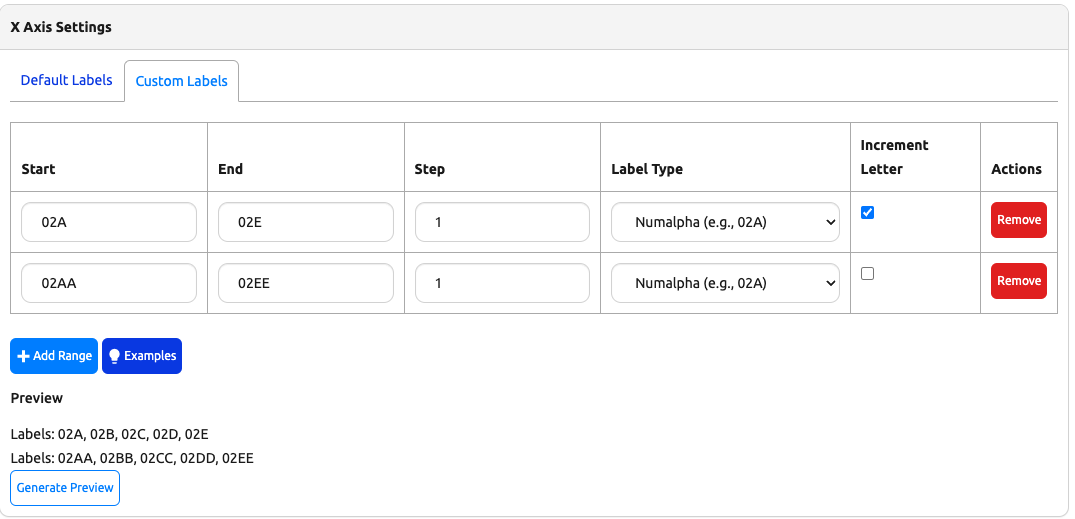 X Axis Settings
Default Labels Custom Labels
Start End Step Label Type Increment Letter Actions
02A 02E 1 Numalpha (e.g., 02A) Remove
02AA 02EE 1 Numalpha (e.g., 02A) Remove
Add Range Examples
Preview
Labels: 02A, 02B, 02C, 02D, 02E
Labels: 02AA, 02BB, 02CC, 02DD, 02EE
Generate Preview